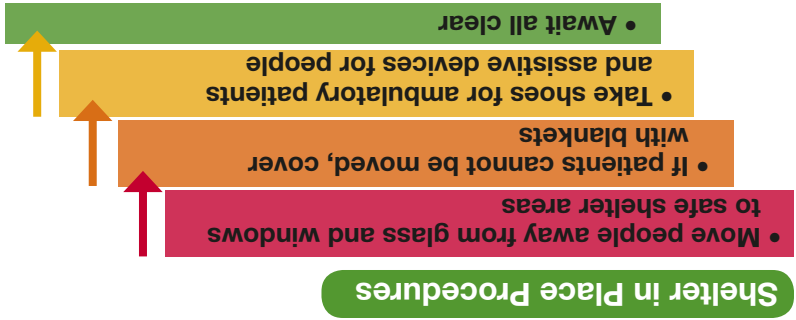 Shelter in Place Procedures
• Move people away from glass and windows
to safe shelter areas
• If patients cannot be moved, cover
with blankets
• Take shoes for ambulatory patients
and assistive devices for people
• Await all clear